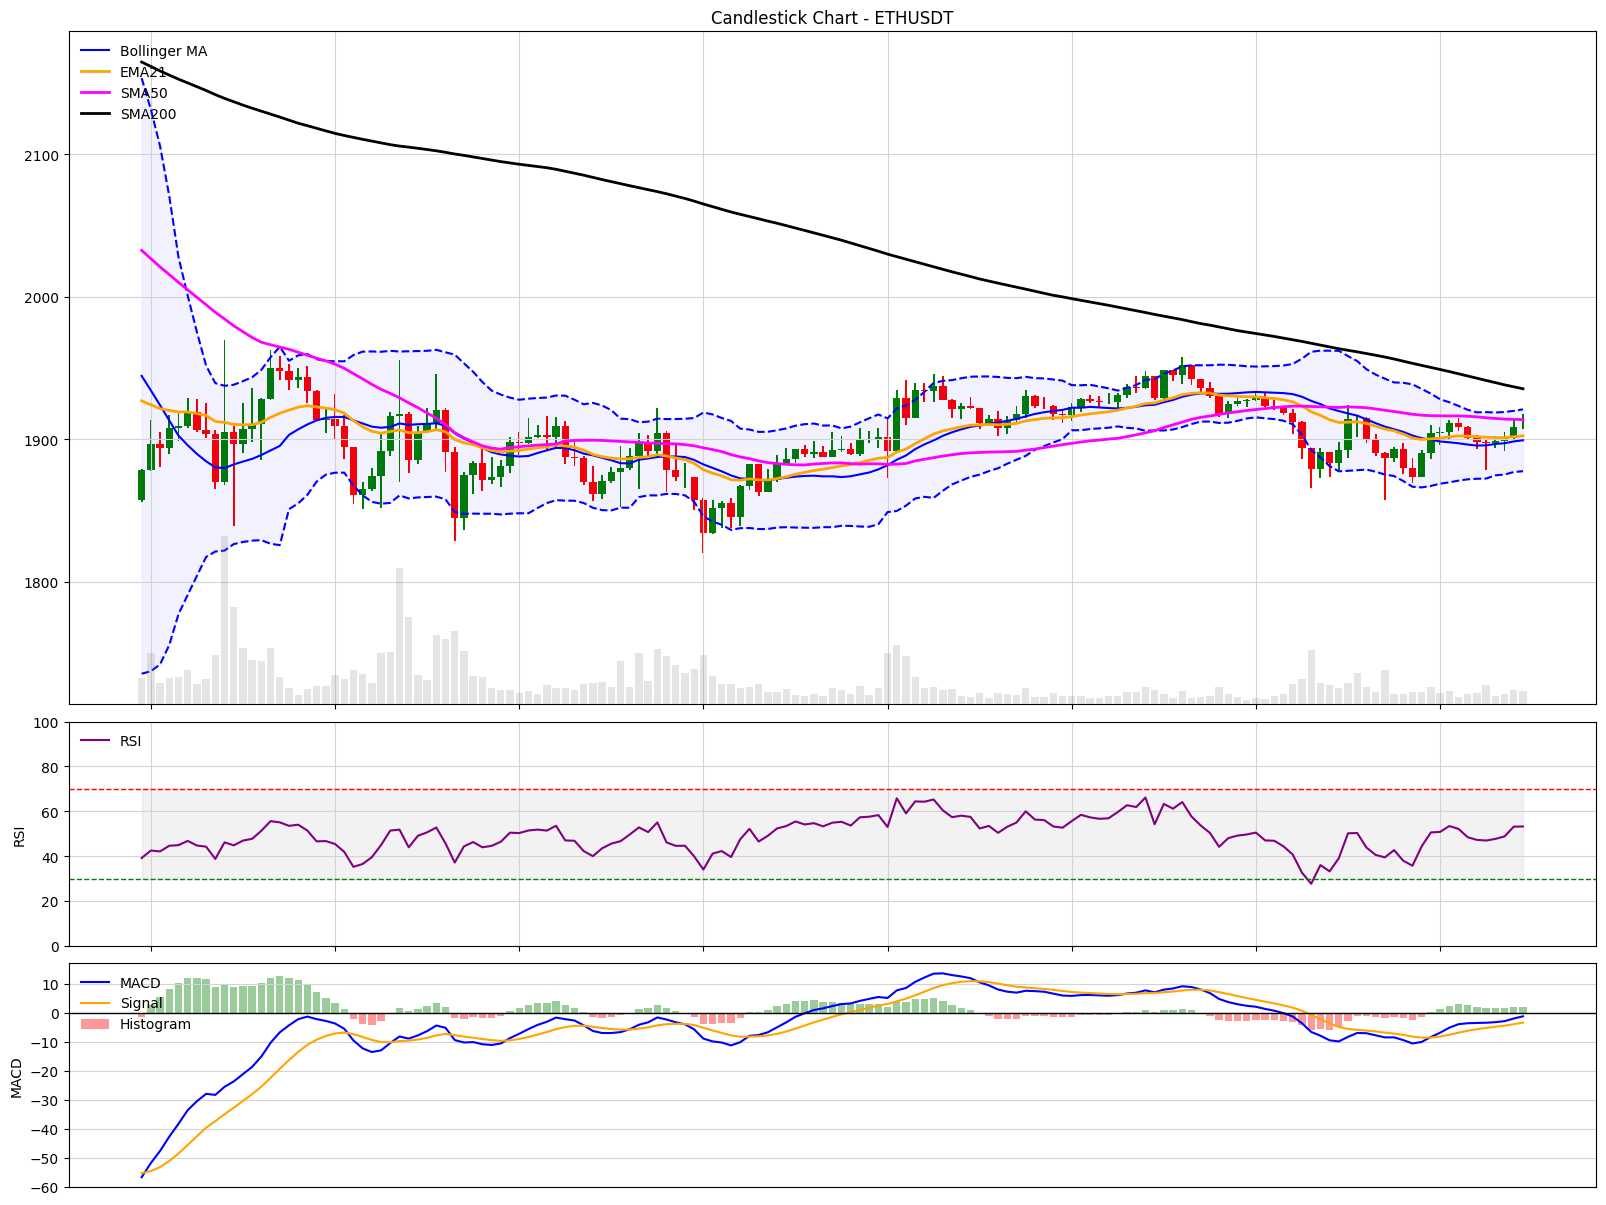 Candlestick Chart - ETHUSDT
Bollinger MA
EMA21
SMA50
SMA200
2100
2000
1900
1800
RSI
100
80
60
40
20
0
RSI
MACD
Signal
Histogram
10
0
−10
−20
−30
−40
−50
−60
MACD